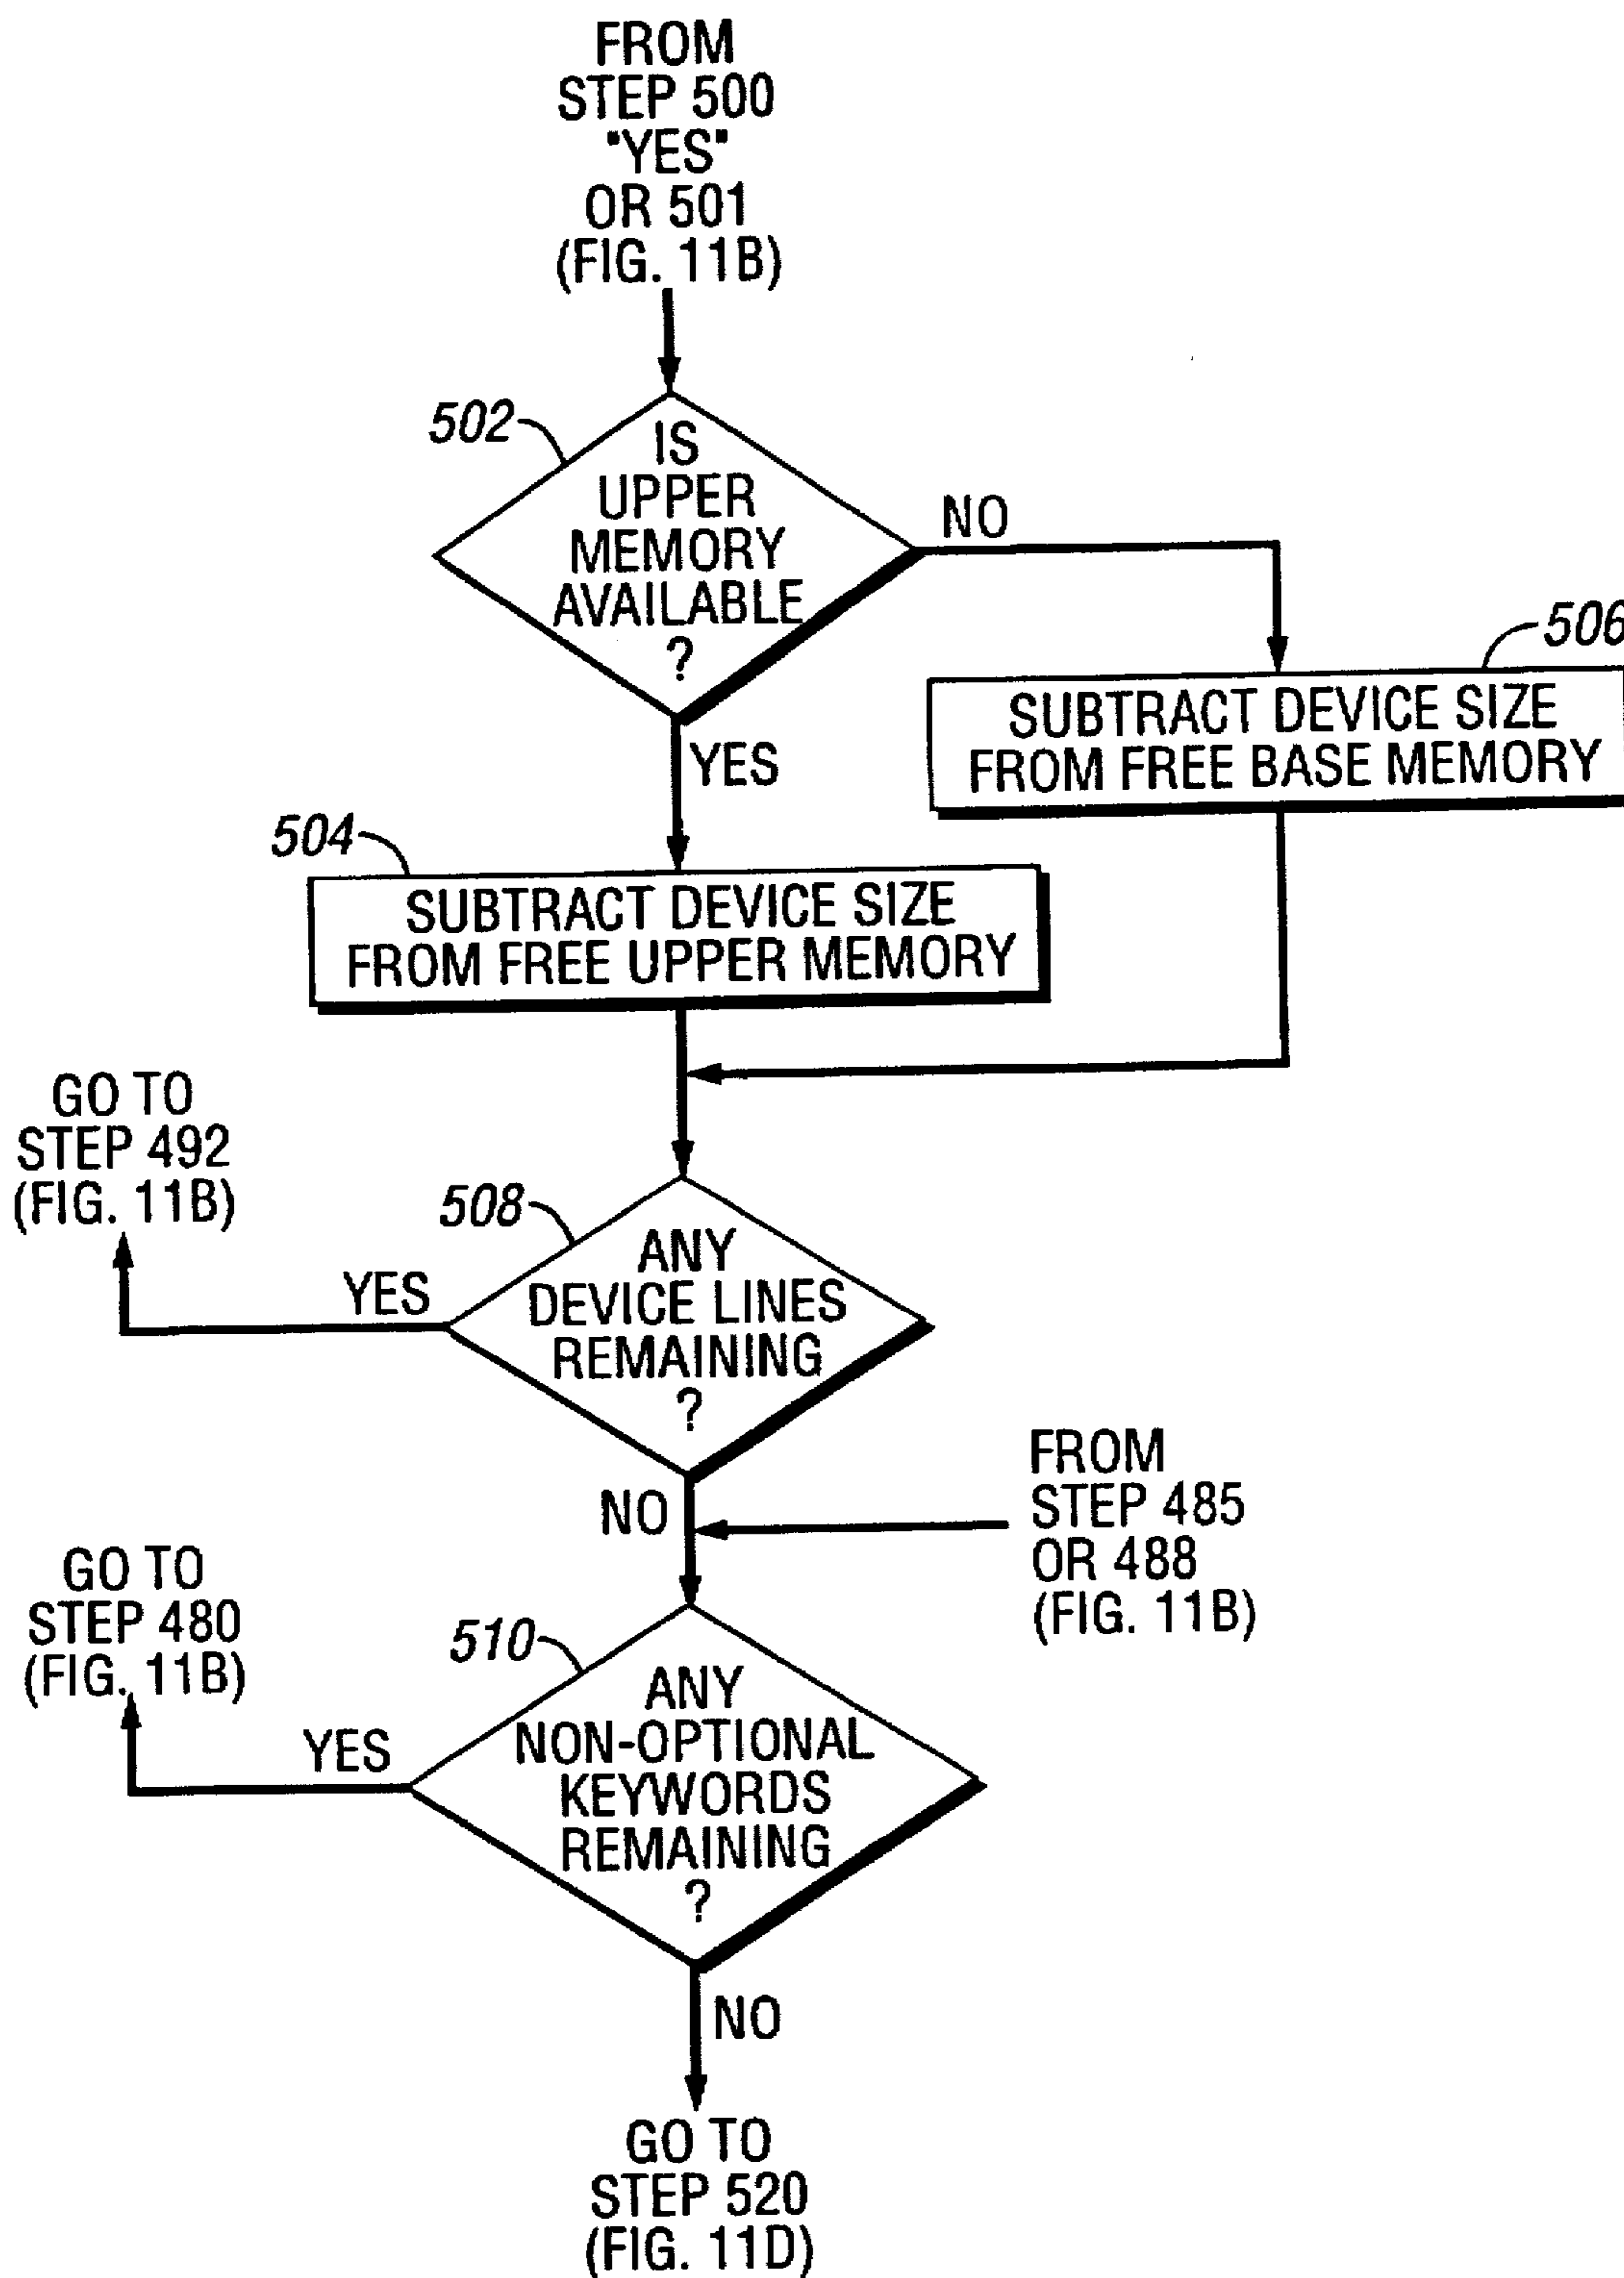 FROM
STEP 500
"YES"
OR 501
(FIG. 11B)
502
IS
UPPER
MEMORY
AVAILABLE
?
NO
506
SUBTRACT DEVICE SIZE
FROM FREE BASE MEMORY
YES
504
SUBTRACT DEVICE SIZE
FROM FREE UPPER MEMORY
GO TO
STEP 492
(FIG. 11B)
508
ANY
DEVICE LINES
REMAINING
?
YES
NO
FROM
STEP 485
OR 488
(FIG. 11B)
GO TO
STEP 480
(FIG. 11B)
510
ANY
NON-OPTIONAL
KEYWORDS
REMAINING
?
YES
NO
GO TO
STEP 520
(FIG. 11D)